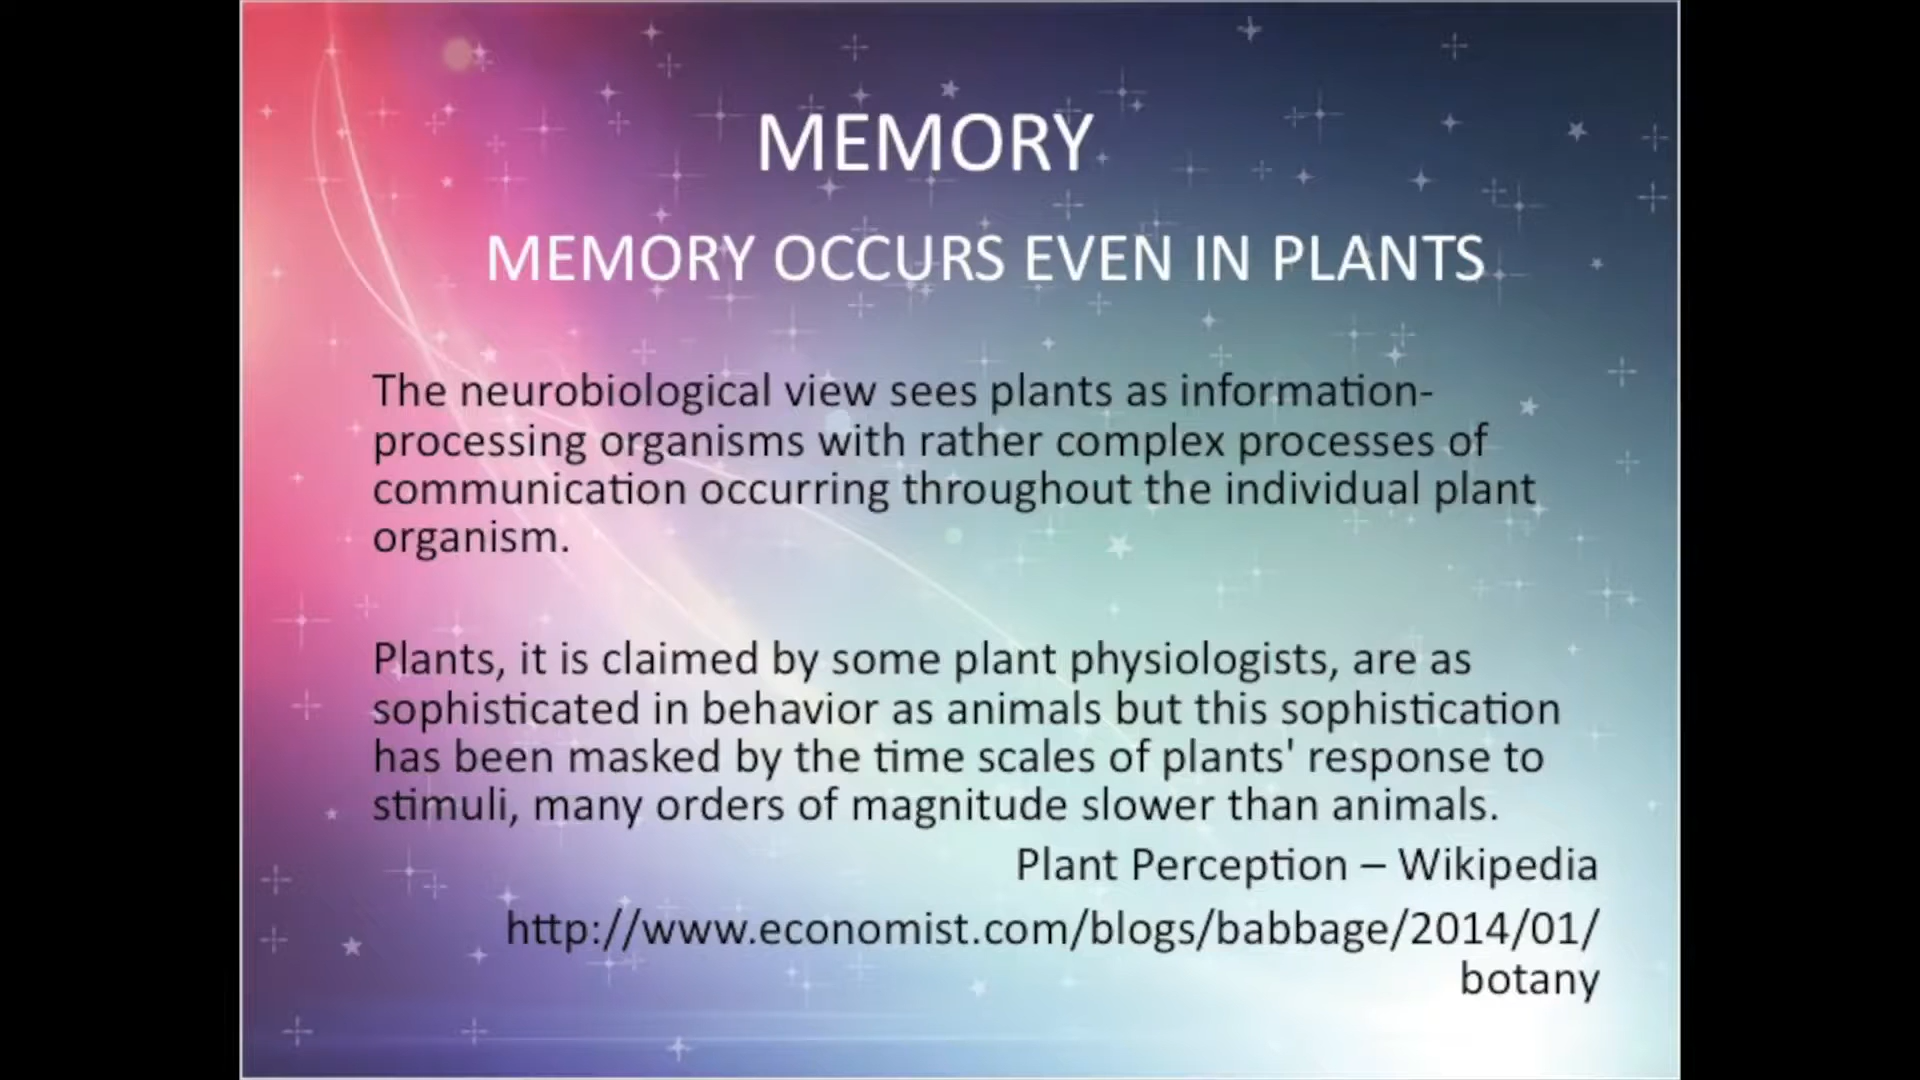 MEMORY
MEMORY OCCURS EVEN IN PLANTS
The neurobiological view sees plants as information-
processing organisms with rather complex processes of
communication occurring throughout the individual plant
organism.
Plants, it is claimed by some plant physiologists, are as
sophisticated in behavior as animals but this sophistication
has been masked by the time scales of plants' response to
stimuli, many orders of magnitude slower than animals.
Plant Perception – Wikipedia
http://www.economist.com/blogs/babbage/2014/01/
botany